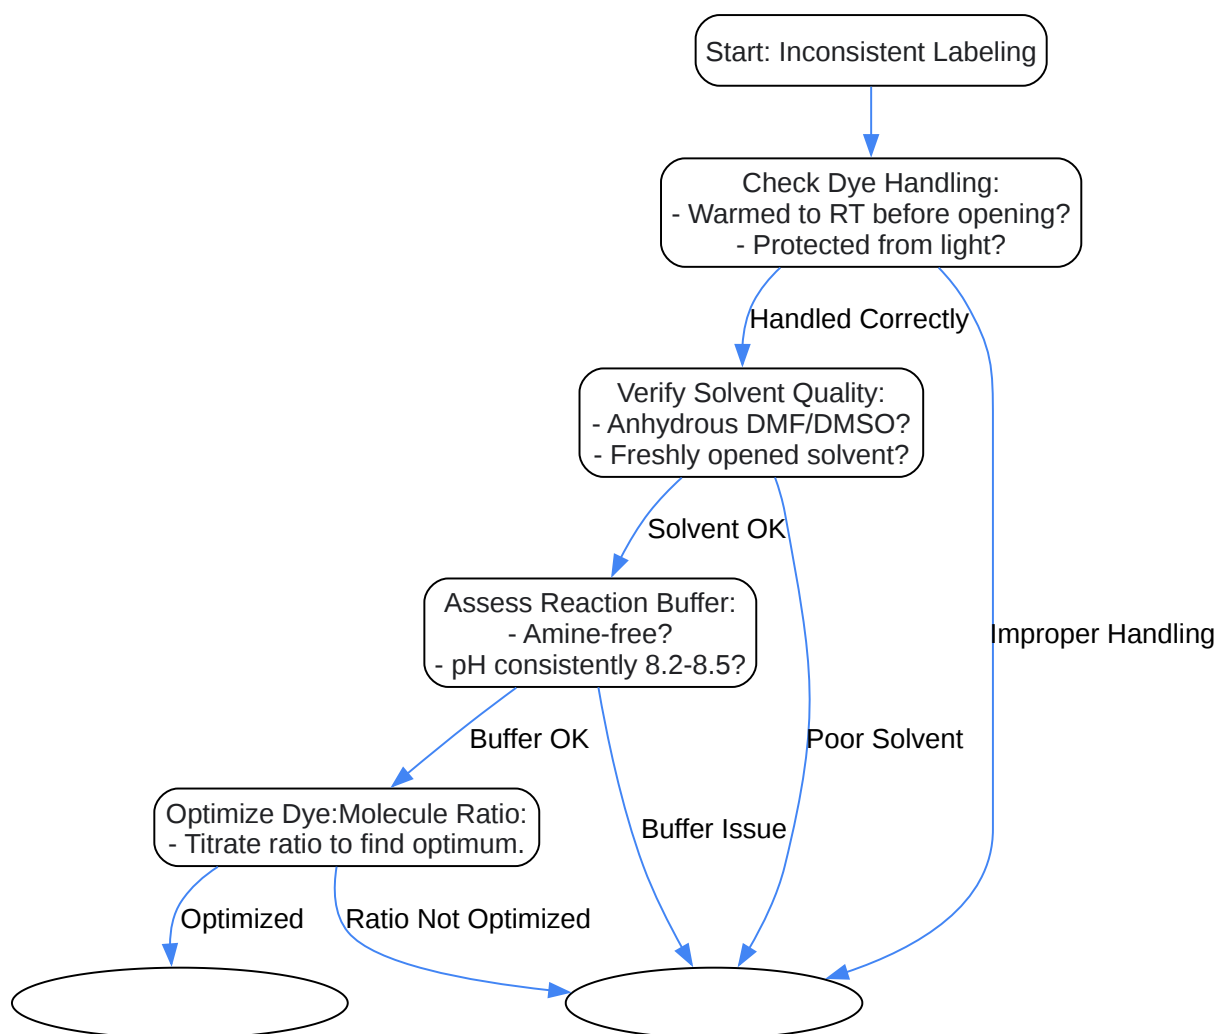 Start: Inconsistent Labeling
Check Dye Handling:
- Warmed to RT before opening?
- Protected from light?
Handled Correctly
Verify Solvent Quality:
- Anhydrous DMF/DMSO?
- Freshly opened solvent?
Solvent OK
Assess Reaction Buffer:
- Amine-free?
- pH consistently 8.2-8.5?
Improper Handling
Buffer OK
Poor Solvent
Optimize Dye:Molecule Ratio:
- Titrate ratio to find optimum.
Buffer Issue
Optimized
Ratio Not Optimized